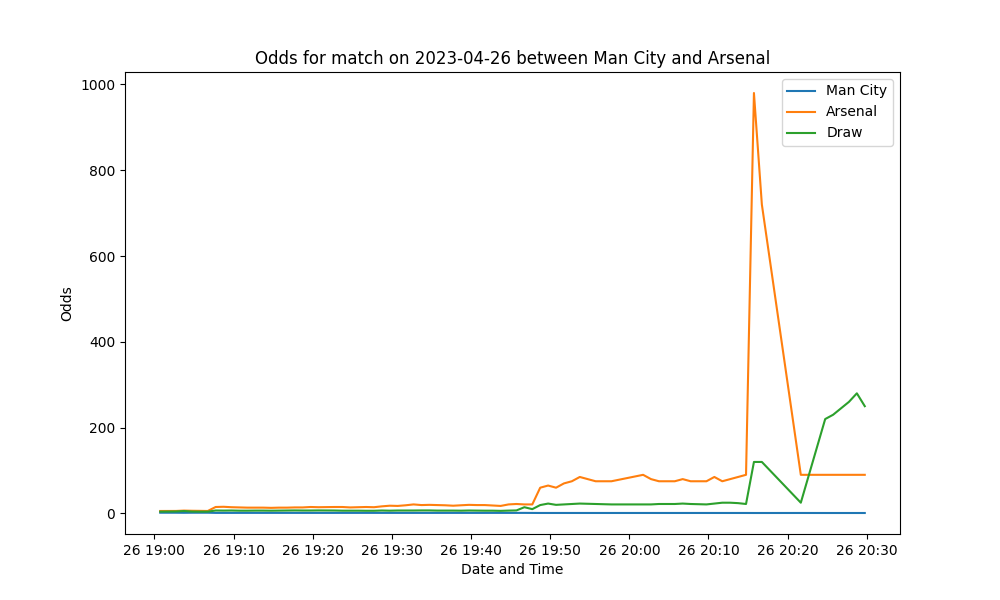 Odds for match on 2023-04-26 between Man City and Arsenal
Man City
Arsenal
Draw
1000
800
600
400
200
0
Odds
26 19:00 26 19:10 26 19:20 26 19:30 26 19:40 26 19:50 26 20:00 26 20:10 26 20:20 26 20:30
Date and Time